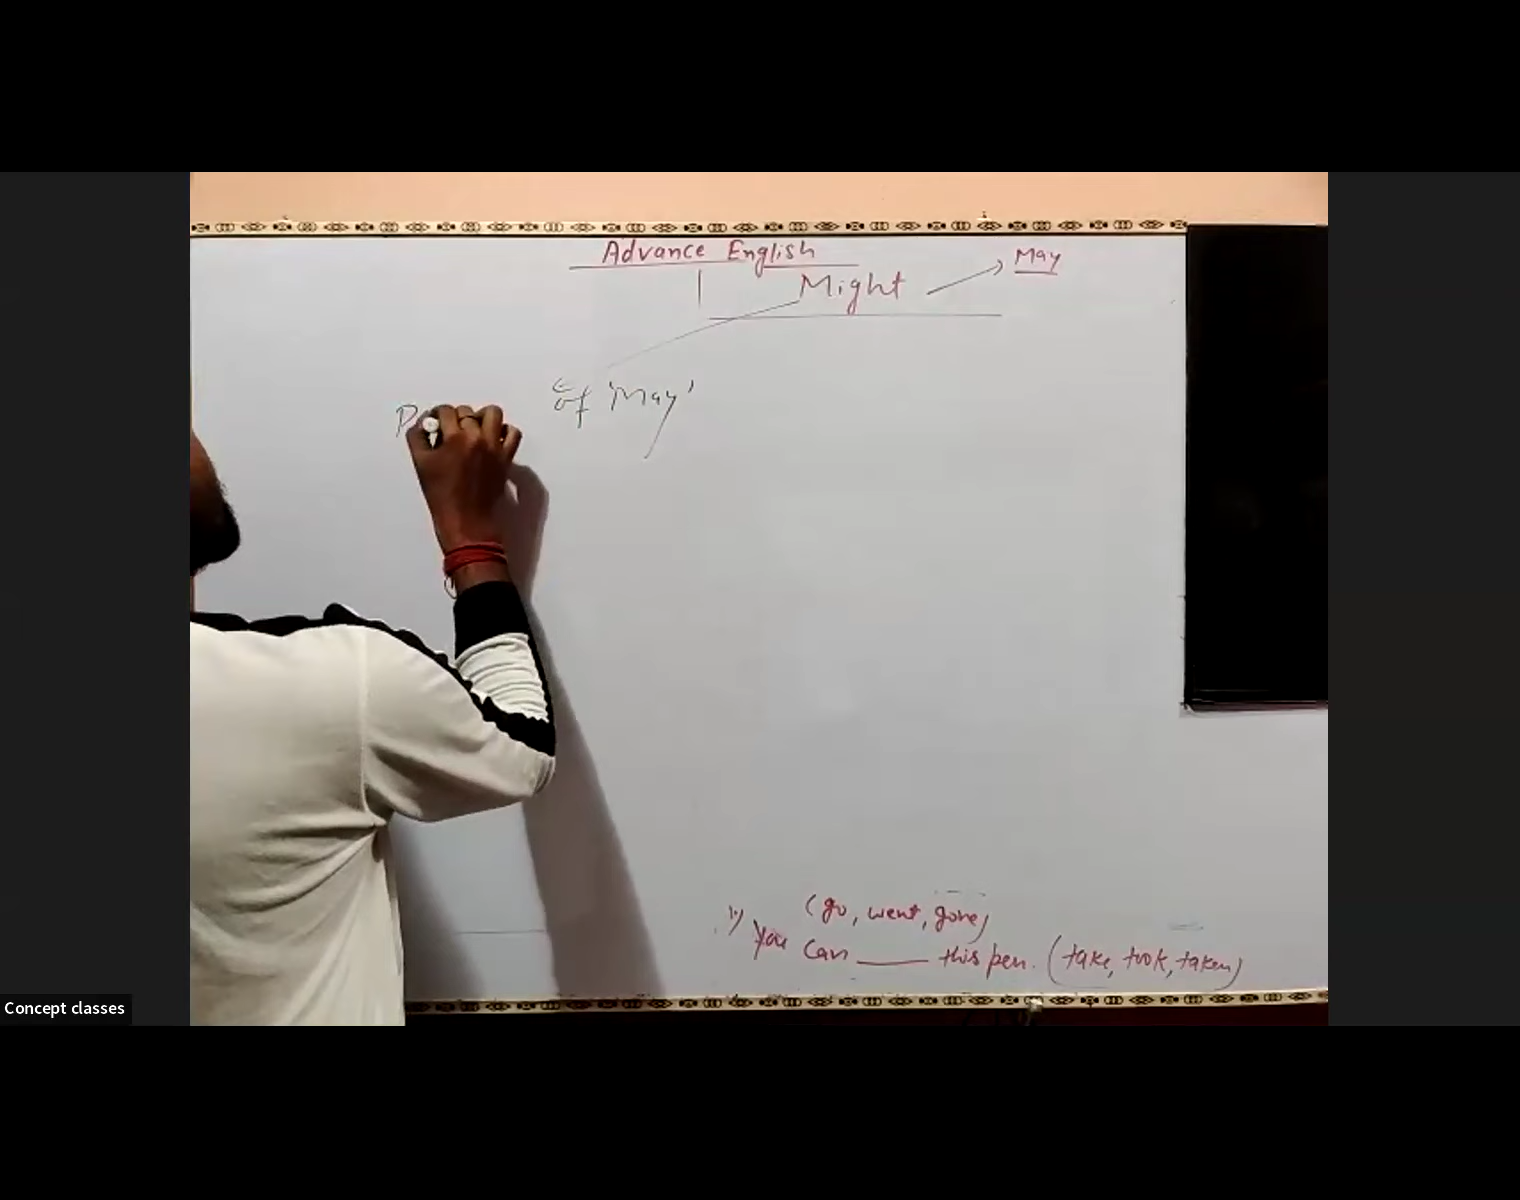 Advance English
Might
May
of 'May'
P
(go, went, gone)
1) You can ____ this pen. (take, took, taken)
Concept classes